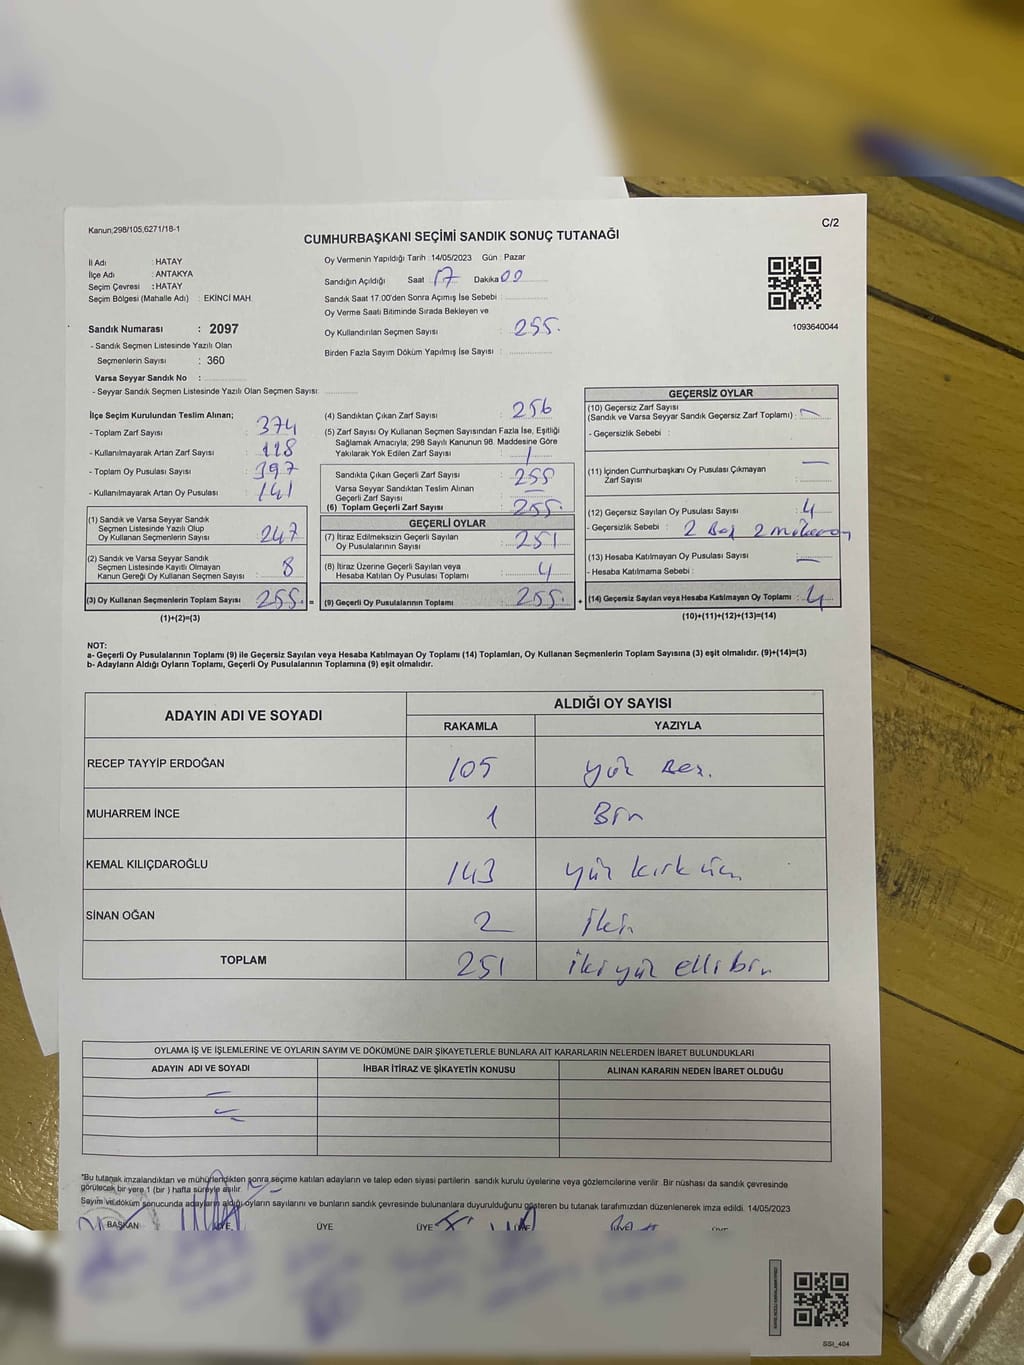 Kanun;298/105,6271/18-1
C/2
CUMHURBAŞKANI SEÇİMİ SANDIK SONUÇ TUTANAĞI
İl Adı : HATAY
İlçe Adı : ANTAKYA
Seçim Çevresi : HATAY
Seçim Bölgesi (Mahalle Adı) : EKİNCİ MAH.
Sandık Numarası : 2097
- Sandık Seçmen Listesinde Yazılı Olan
Seçmenlerin Sayısı : 360
Varsa Seyyar Sandık No :
- Seyyar Sandık Seçmen Listesinde Yazılı Olan Seçmen Sayısı:
Oy Vermenin Yapıldığı Tarih :14/05/2023 Gün : Pazar
Sandığın Açıldığı Saat 17 Dakika 00
Sandık Saat 17.00'den Sonra Açımış İse Sebebi :
Oy Verme Saati Bitiminde Sırada Bekleyen ve
Oy Kullandırılan Seçmen Sayısı : 255.
Birden Fazla Sayım Döküm Yapılmış İse Sayısı :
1093640044
İlçe Seçim Kurulundan Teslim Alınan;
- Toplam Zarf Sayısı : 374
- Kullanılmayarak Artan Zarf Sayısı : 118
- Toplam Oy Pusulası Sayısı : 397
- Kullanılmayarak Artan Oy Pusulası : 141
(1) Sandık ve Varsa Seyyar Sandık
Seçmen Listesinde Yazılı Olup
Oy Kullanan Seçmenlerin Sayısı : 247
(2) Sandık ve Varsa Seyyar Sandık
Seçmen Listesinde Kayıtlı Olmayan
Kanun Gereği Oy Kullanan Seçmen Sayısı : 8
(3) Oy Kullanan Seçmenlerin Toplam Sayısı : 255. =
(1)+(2)=(3)
(4) Sandıktan Çıkan Zarf Sayısı : 256
(5) Zarf Sayısı Oy Kullanan Seçmen Sayısından Fazla İse, Eşitliği
Sağlamak Amacıyla; 298 Sayılı Kanunun 98. Maddesine Göre
Yakılarak Yok Edilen Zarf Sayısı : 1
Sandıkta Çıkan Geçerli Zarf Sayısı : 255
Varsa Seyyar Sandıktan Teslim Alınan
Geçerli Zarf Sayısı : —
(6) Toplam Geçerli Zarf Sayısı : 255.
GEÇERLİ OYLAR
(7) İtiraz Edilmeksizin Geçerli Sayılan
Oy Pusulalarının Sayısı : 251
(8) İtiraz Üzerine Geçerli Sayılan veya
Hesaba Katılan Oy Pusulası Toplamı : 4
(9) Geçerli Oy Pusulalarının Toplamı : 255. +
GEÇERSİZ OYLAR
(10) Geçersiz Zarf Sayısı
(Sandık ve Varsa Seyyar Sandık Geçersiz Zarf Toplamı) : —
- Geçersizlik Sebebi :
(11) İçinden Cumhurbaşkanı Oy Pusulası Çıkmayan
Zarf Sayısı : —
(12) Geçersiz Sayılan Oy Pusulası Sayısı : 4
- Geçersizlik Sebebi : 2 Boş 2
(13) Hesaba Katılmayan Oy Pusulası Sayısı : —
- Hesaba Katılmama Sebebi :
(14) Geçersiz Sayılan veya Hesaba Katılmayan Oy Toplamı : 4
(10)+(11)+(12)+(13)=(14)
NOT:
a- Geçerli Oy Pusulalarının Toplamı (9) ile Geçersiz Sayılan veya Hesaba Katılmayan Oy Toplamı (14) Toplamları, Oy Kullanan Seçmenlerin Toplam Sayısına (3) eşit olmalıdır. (9)+(14)=(3)
b- Adayların Aldığı Oyların Toplamı, Geçerli Oy Pusulalarının Toplamına (9) eşit olmalıdır.
ADAYIN ADI VE SOYADI
ALDIĞI OY SAYISI
RAKAMLA YAZIYLA
RECEP TAYYİP ERDOĞAN 105 yüz Beş.
MUHARREM İNCE 1 Bir
KEMAL KILIÇDAROĞLU 143 yüz kırk üç
SİNAN OĞAN 2 İki
TOPLAM 251 iki yüz elli bir
OYLAMA İŞ VE İŞLEMLERİNE VE OYLARIN SAYIM VE DÖKÜMÜNE DAİR ŞİKAYETLERLE BUNLARA AİT KARARLARIN NELERDEN İBARET BULUNDUKLARI
ADAYIN ADI VE SOYADI İHBAR İTİRAZ VE ŞİKAYETİN KONUSU ALINAN KARARIN NEDEN İBARET OLDUĞU
*Bu tutanak imzalandıktan ve mühürlendikten sonra seçime katılan adayların ve talep eden siyasi partilerin sandık kurulu üyelerine veya gözlemcilerine verilir. Bir nüshası da sandık çevresinde
görülecek bir yere 1 (bir ) hafta süreyle asılır.
Sayım ve döküm sonucunda adayların aldığı oyların sayılarını ve bunların sandık çevresinde bulunanlara duyurulduğunu gösteren bu tutanak tarafımızdan düzenlenerek imza edildi. 14/05/2023
BAŞKAN ÜYE ÜYE ÜYE ÜYE ÜYE
SSI_404